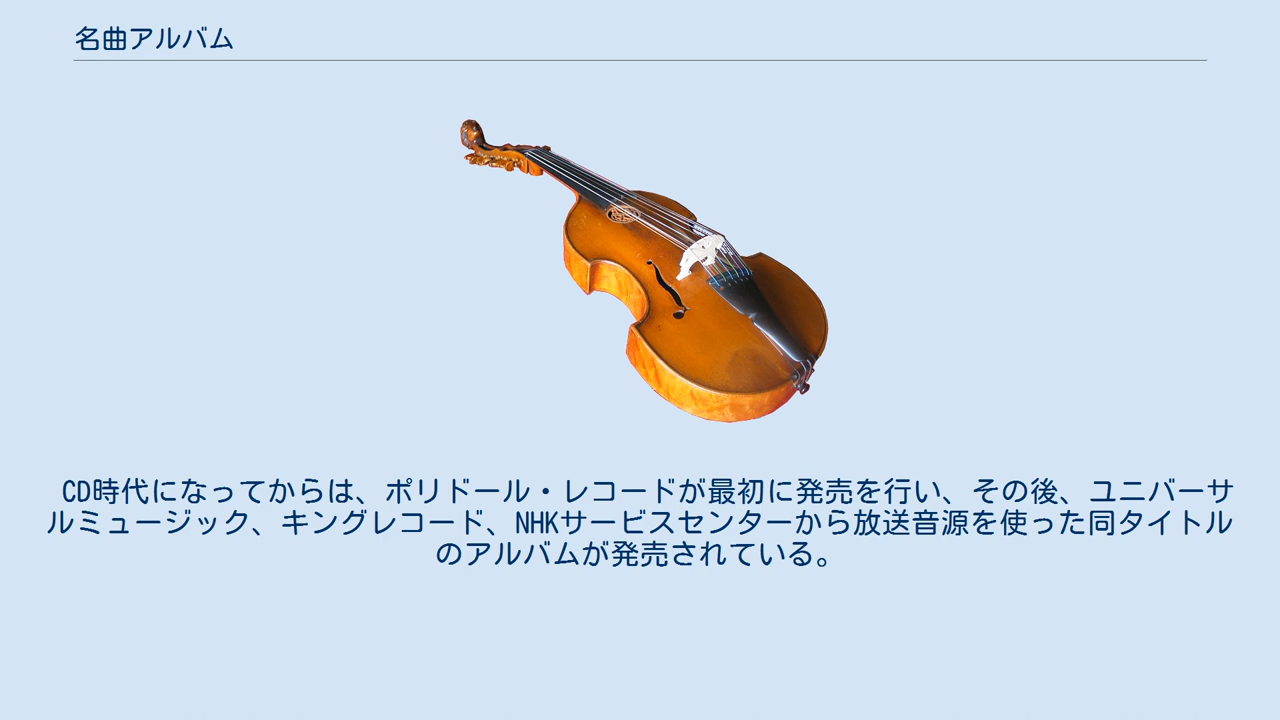 名曲アルバム
CD時代になってからは、ポリドール・レコードが最初に発売を行い、その後、ユニバーサ
ルミュージック、キングレコード、NHKサービスセンターから放送音源を使った同タイトル
のアルバムが発売されている。